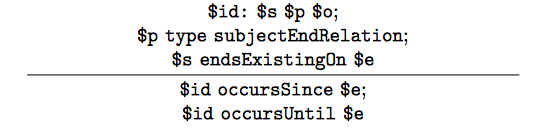 $id: $s $p $o;
$p type subjectEndRelation;
$s endsExistingOn $e
$id occursSince $e;
$id occursUntil $e